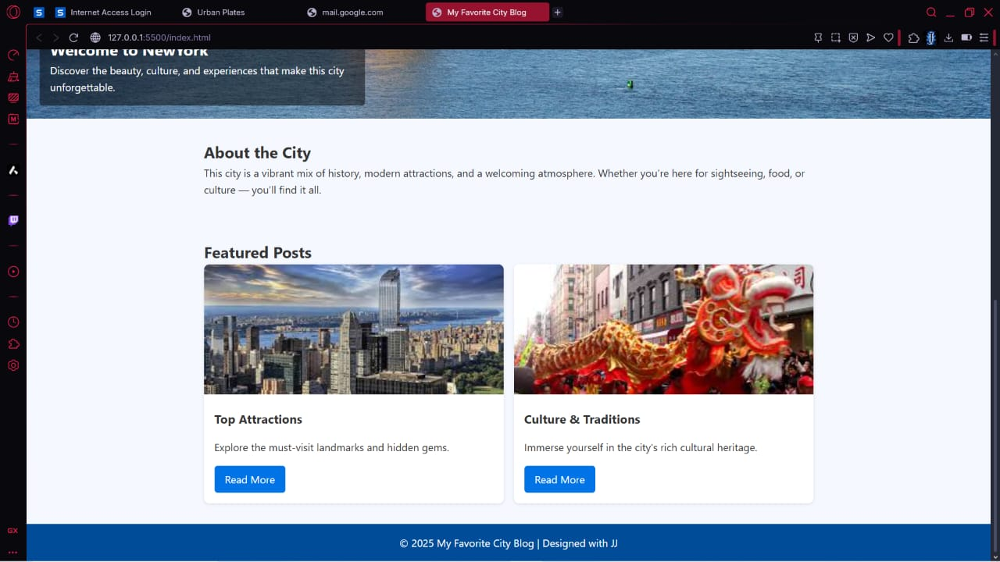 Internet Access Login
Urban Plates
mail.google.com
My Favorite City Blog
127.0.0.1:5500/index.html
Welcome to NewYork
Discover the beauty, culture, and experiences that make this city
unforgettable.
About the City
This city is a vibrant mix of history, modern attractions, and a welcoming atmosphere. Whether you're here for sightseeing, food, or
culture — you'll find it all.
Featured Posts
司
Top Attractions
Culture & Traditions
Explore the must-visit landmarks and hidden gems.
Immerse yourself in the city's rich cultural heritage.
Read More
Read More
GX
© 2025 My Favorite City Blog | Designed with JJ